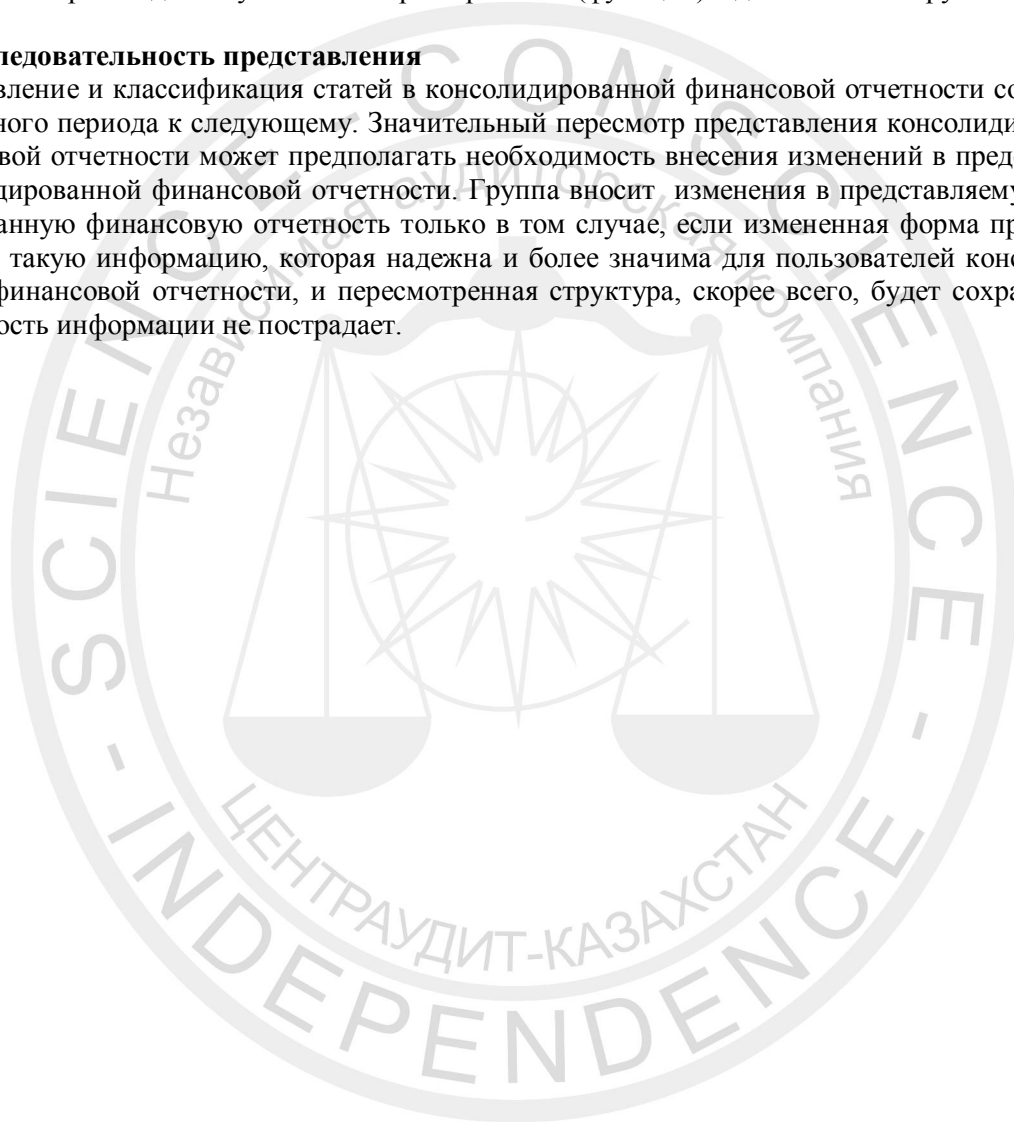 ледовательность представления
вление и классификация статей в консолидированной финансовой отчетности со
ного периода к следующему. Значительный пересмотр представления консолиди
вой отчетности может предполагать необходимость внесения изменений в пред
дированной финансовой отчетности. Группа вносит изменения в представляему
анную финансовую отчетность только в том случае, если измененная форма пр
такую информацию, которая надежна и более значима для пользователей конс
финансовой отчетности, и пересмотренная структура, скорее всего, будет сохра
ость информации не пострадает.
SCIENCE - CONSCIENCE - INDEPENDENCE -
Независимая аудиторская компания
ЦЕНТРАУДИТ-КАЗАХСТАН